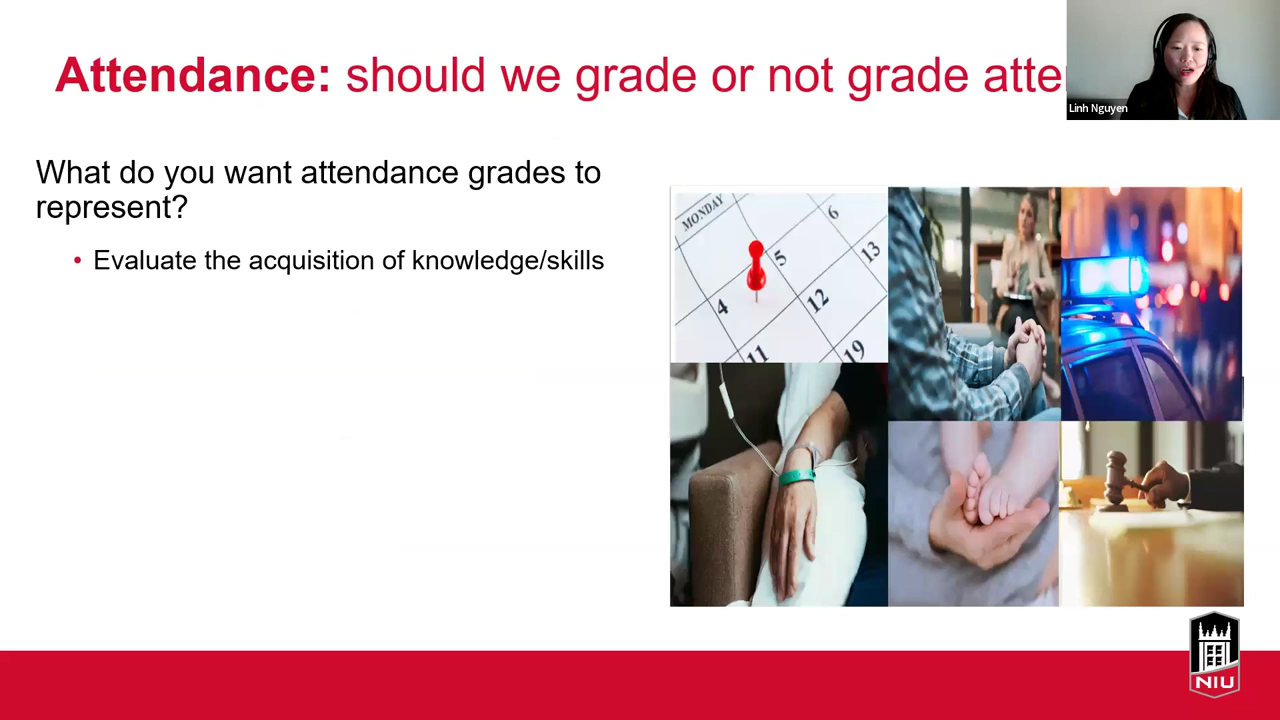 Attendance: should we grade or not grade
Linh Nguyen
What do you want attendance grades to
represent?
• Evaluate the acquisition of knowledge/skills
MONDAY
6
5
13
4
12
11
19
NIU